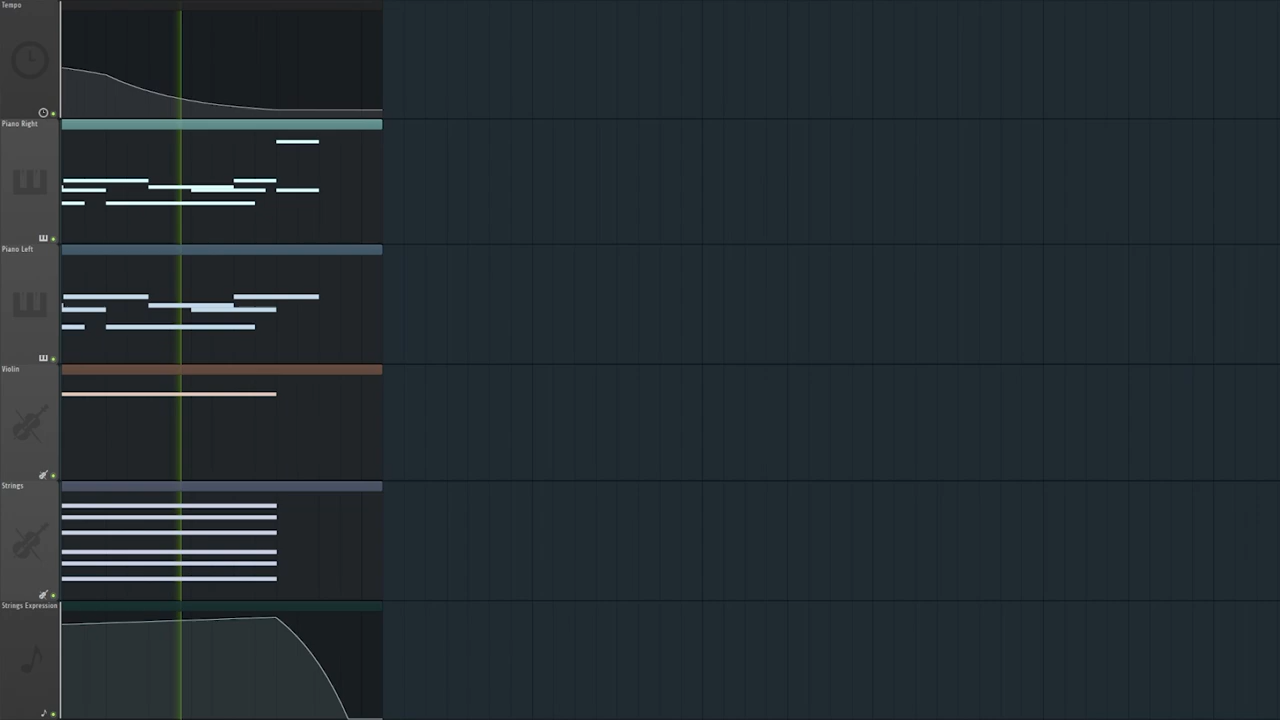 Tempo
Piano Right
Piano Left
Violin
Strings
Strings Expression